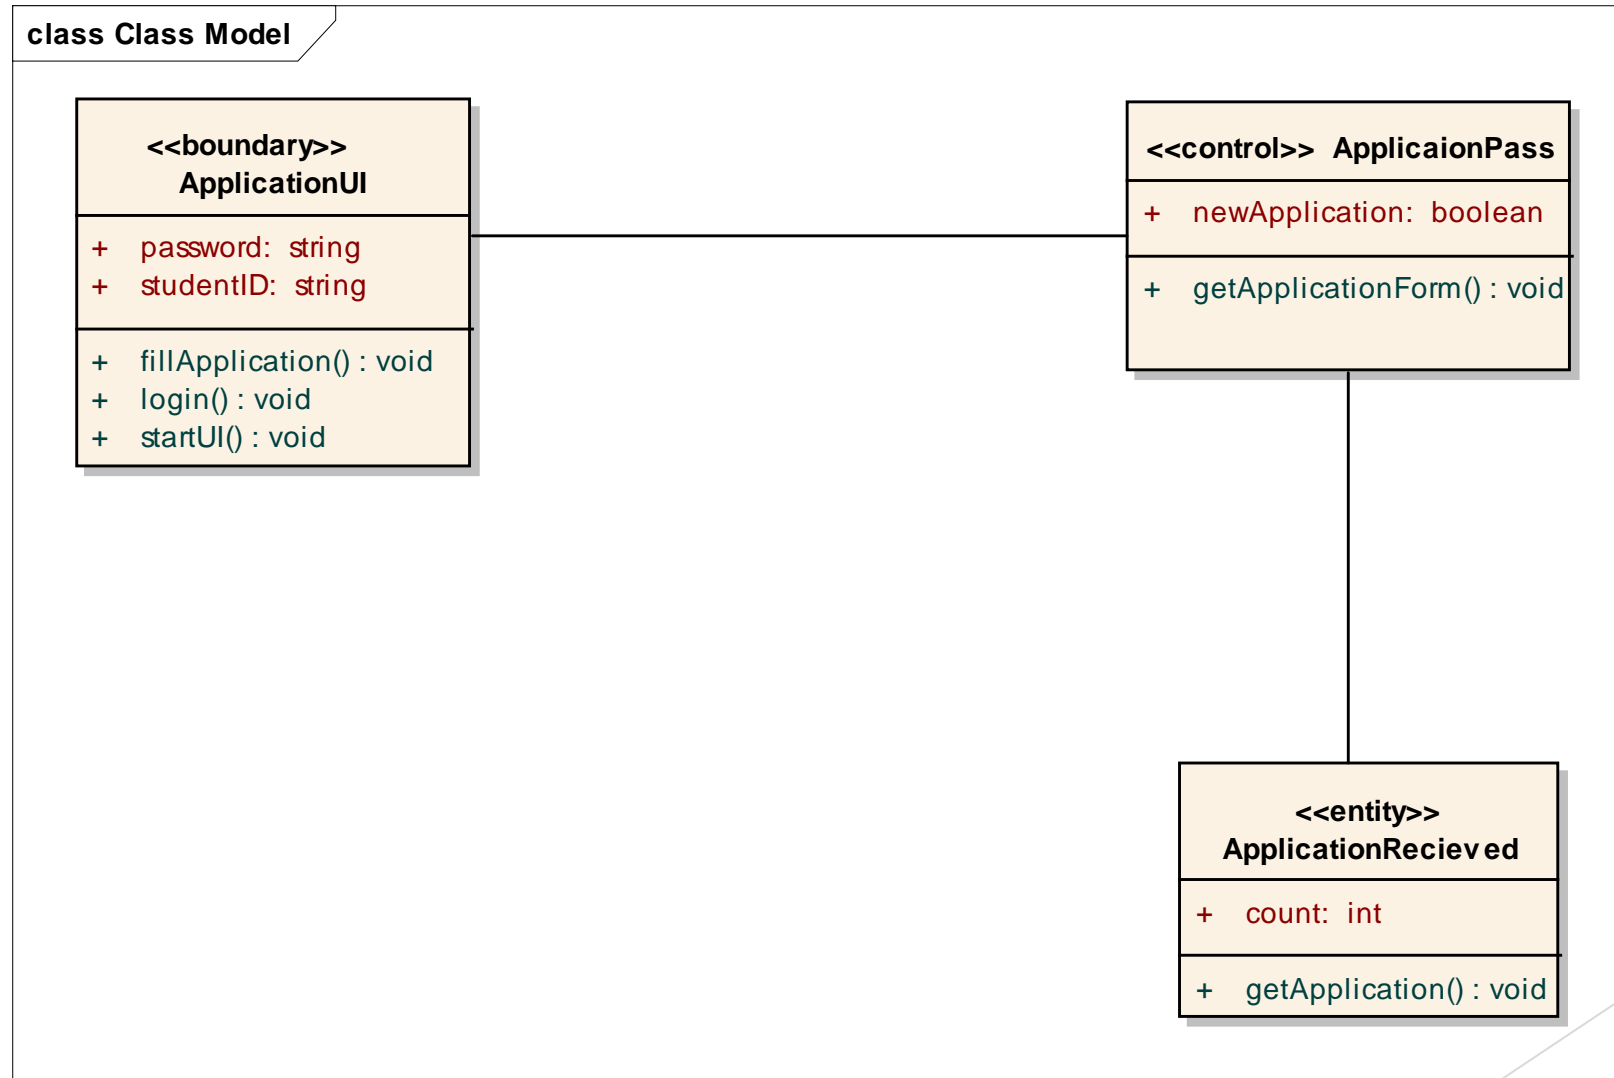 class Class Model
<<boundary>>
ApplicationUI
+ password: string
+ studentID: string
+ fillApplication() : void
+ login() : void
+ startUI() : void
<<control>> ApplicaionPass
+ newApplication: boolean
+ getApplicationForm() : void
<<entity>>
ApplicationRecieved
+ count: int
+ getApplication() : void